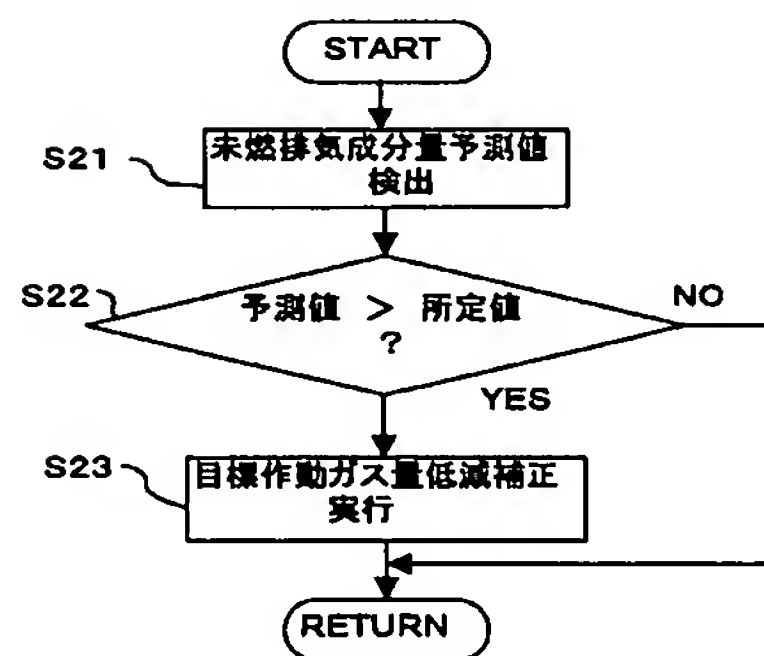 START
S21
未燃排気成分量予測値
検出
S22
予測値 > 所定値
?
NO
YES
S23
目標作動ガス量低減補正
実行
RETURN